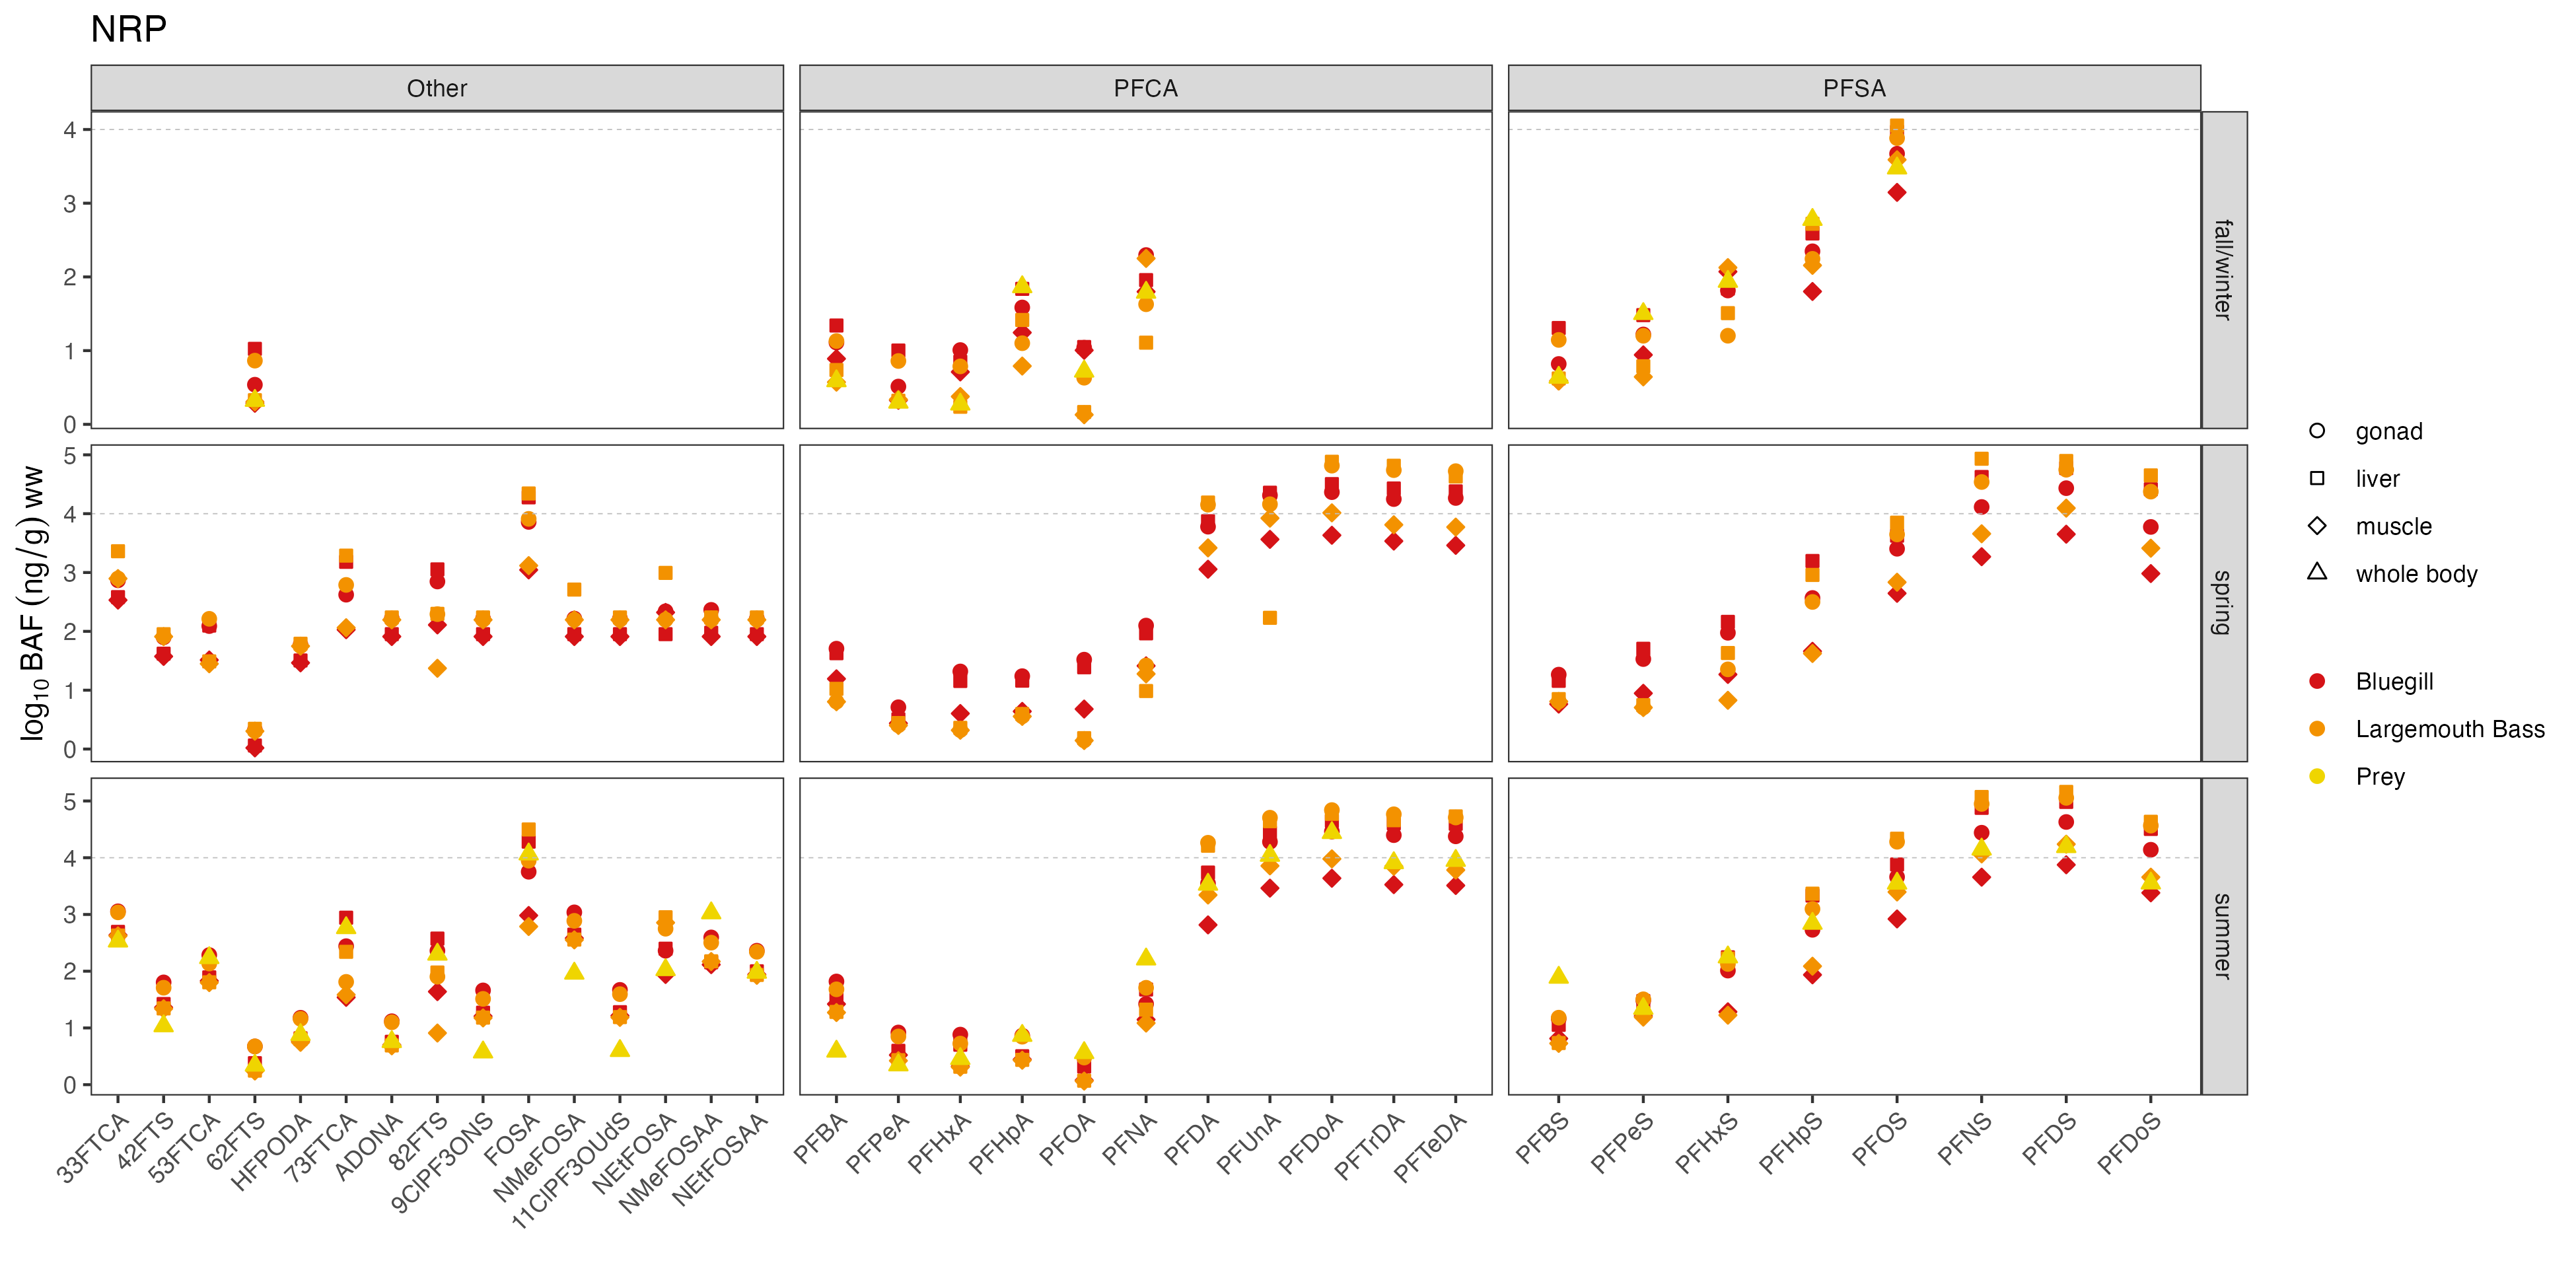 NRP
Other PFCA PFSA
4
3
2
1
0
fall/winter
5
4
3
2
1
0
spring
5
4
3
2
1
0
summer
log10 BAF (ng/g) ww
33FTCA 42FTS 53FTCA 62FTS HFPODA 73FTCA ADONA 82FTS 9ClPF3ONS FOSA NMeFOSA 11ClPF3OUdS NEtFOSA NMeFOSAA NEtFOSAA
PFBA PFPeA PFHxA PFHpA PFOA PFNA PFDA PFUnA PFDoA PFTrDA PFTeDA
PFBS PFPeS PFHxS PFHpS PFOS PFNS PFDS PFDoS
gonad
liver
muscle
whole body
Bluegill
Largemouth Bass
Prey